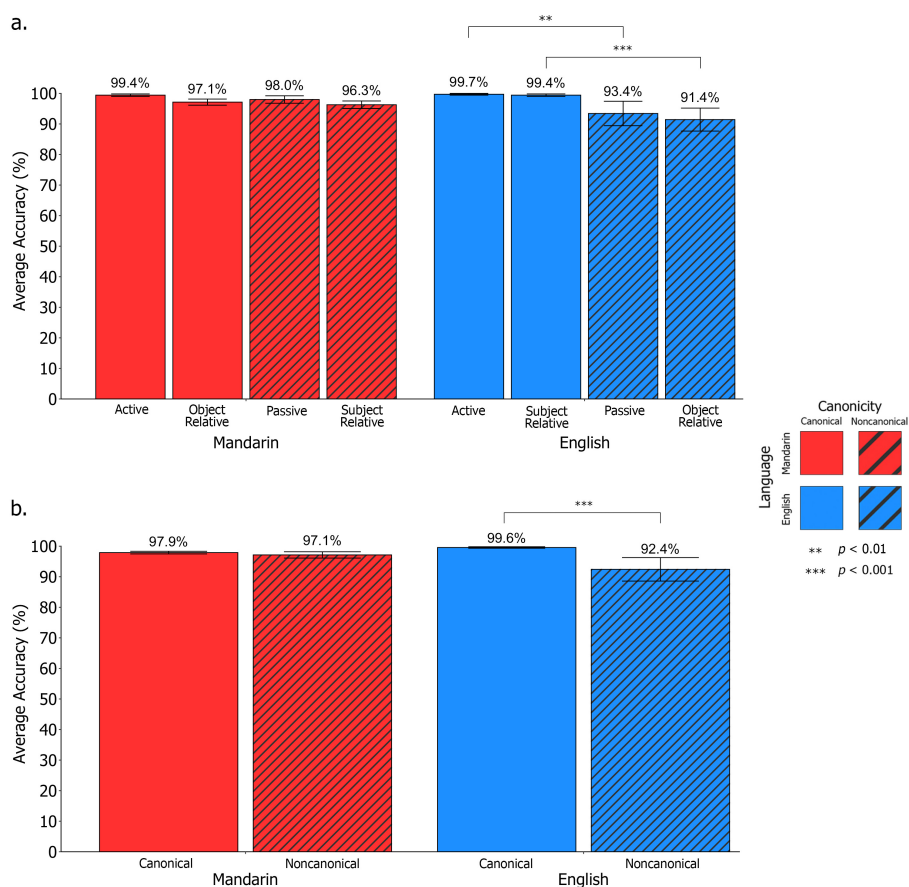 a.
**
***
99.4%
97.1%
98.0%
96.3%
99.7%
99.4%
93.4%
91.4%
Average Accuracy (%)
100
90
80
70
60
50
40
30
20
10
0
Active
Object
Relative
Passive
Subject
Relative
Active
Subject
Relative
Passive
Object
Relative
Mandarin
English
Canonicity
Canonical
Noncanonical
Language
Mandarin
English
** p < 0.01
*** p < 0.001
b.
***
97.9%
97.1%
99.6%
92.4%
Average Accuracy (%)
100
90
80
70
60
50
40
30
20
10
0
Canonical
Noncanonical
Canonical
Noncanonical
Mandarin
English